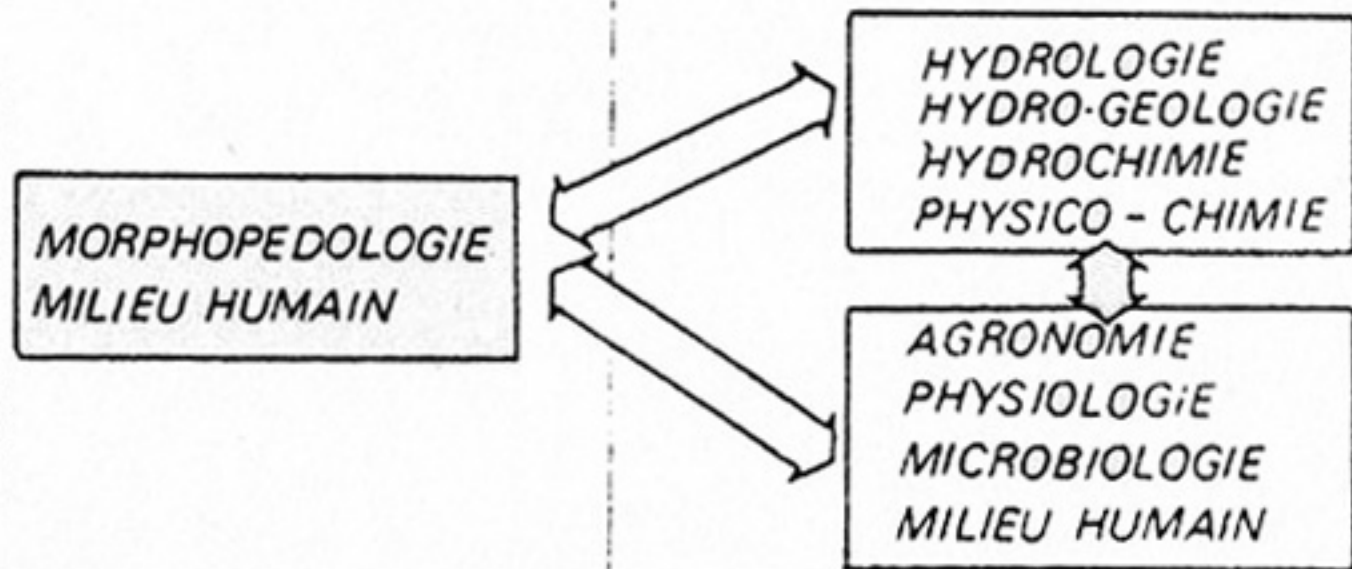 MORPHOPEDOLOGIE
MILIEU HUMAIN
HYDROLOGIE
HYDRO-GEOLOGIE
HYDROCHIMIE
PHYSICO - CHIMIE
AGRONOMIE
PHYSIOLOGiE
MICROBIOLOGIE
MILIEU HUMAIN